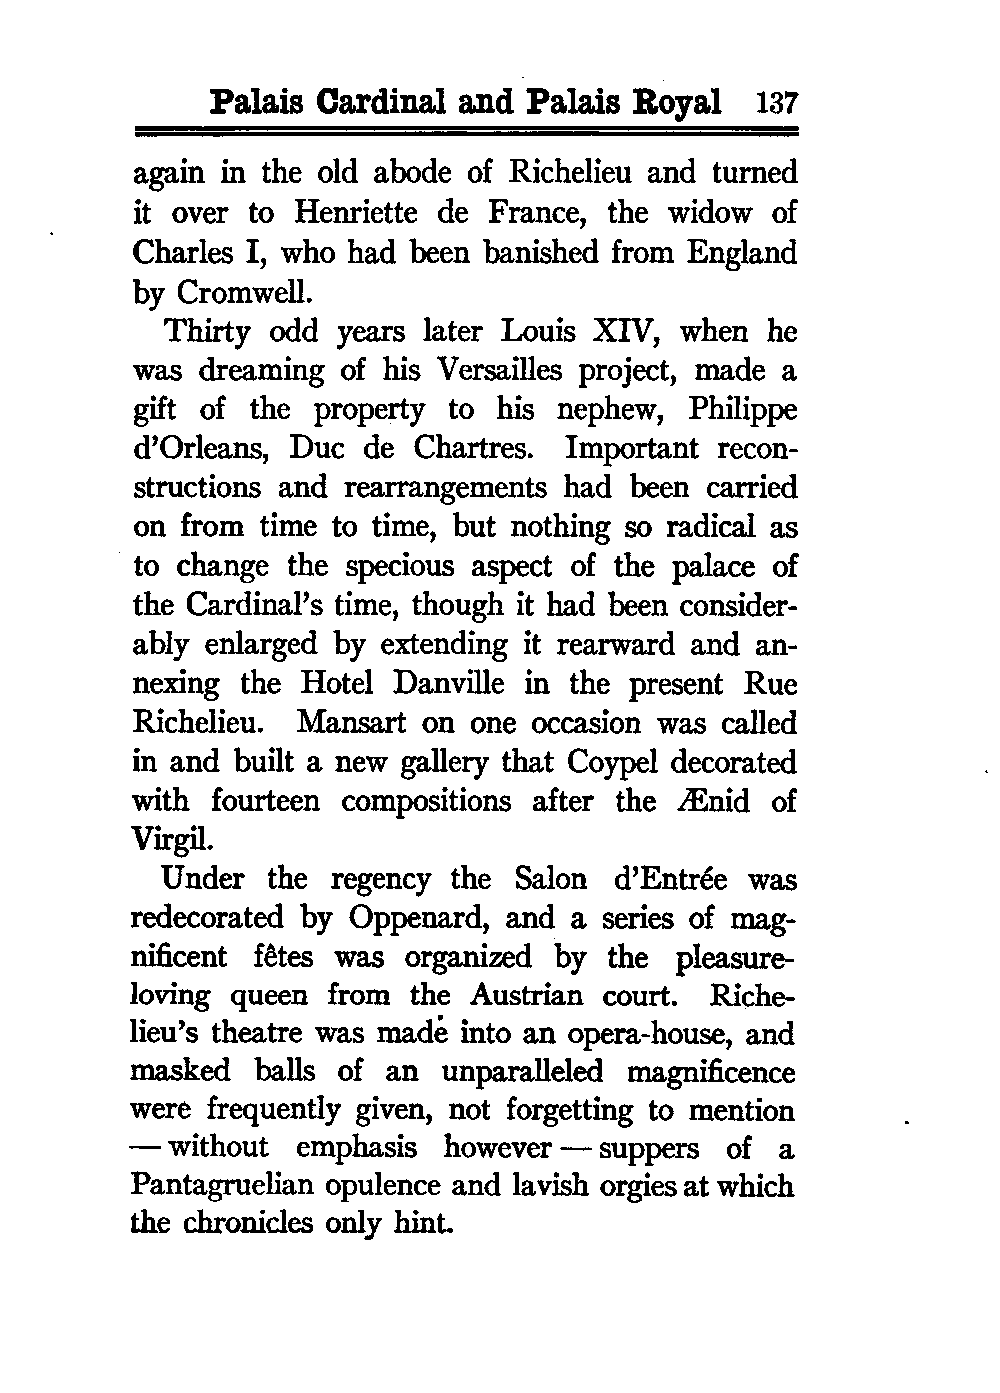 Palais Cardinal and Palais Royal 137
again in the old abode of Richelieu and turned
it over to Henriette de France, the widow of
Charles I, who had been banished from England
by Cromwell.
Thirty odd years later Louis XIV, when he
was dreaming of his Versailles project, made a
gift of the property to his nephew, Philippe
d'Orleans, Duc de Chartres. Important recon-
structions and rearrangements had been carried
on from time to time, but nothing so radical as
to change the specious aspect of the palace of
the Cardinal's time, though it had been consider-
ably enlarged by extending it rearward and an-
nexing the Hotel Danville in the present Rue
Richelieu. Mansart on one occasion was called
in and built a new gallery that Coypel decorated
with fourteen compositions after the Ænid of
Virgil.
Under the regency the Salon d'Entrée was
redecorated by Oppenard, and a series of mag-
nificent fêtes was organized by the pleasure-
loving queen from the Austrian court. Riche-
lieu's theatre was made into an opera-house, and
masked balls of an unparalleled magnificence
were frequently given, not forgetting to mention
— without emphasis however — suppers of a
Pantagruelian opulence and lavish orgies at which
the chronicles only hint.